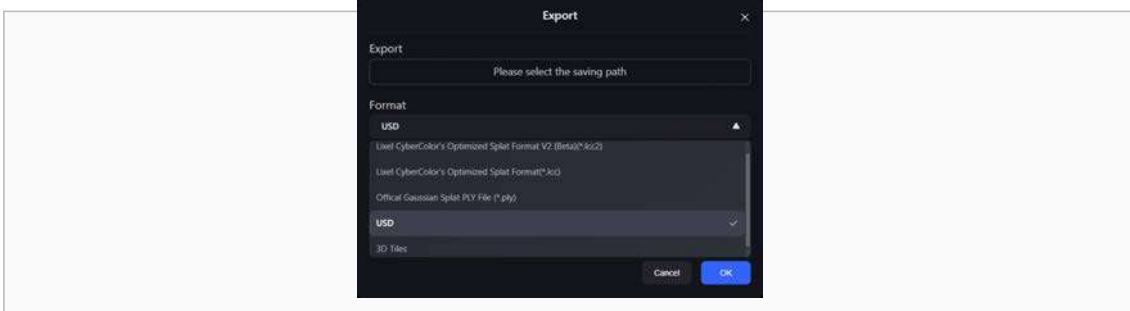 Export
Export
Please select the saving path
Format
USD
Lixel CyberColor's Optimized Splat Format V2 (Beta)(*.lcc2)
Lixel CyberColor's Optimized Splat Format(*.lcc)
Offical Gaussian Splat PLY File (*.ply)
USD
3D Tiles
Cancel OK